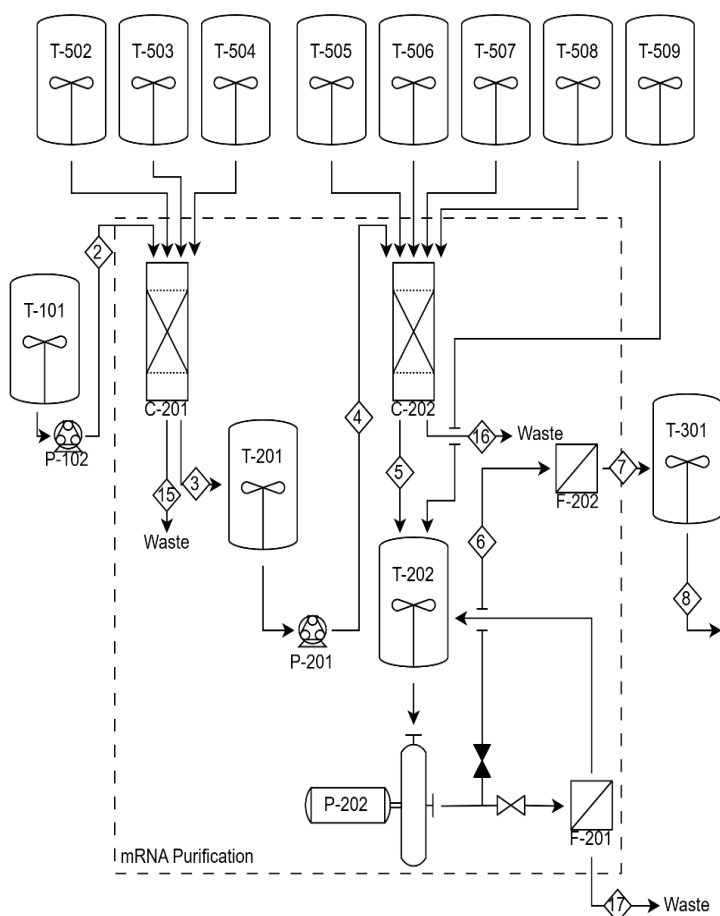 T-502
T-503
T-504
T-505
T-506
T-507
T-508
T-509
2
T-101
P-102
C-201
C-202
4
16
Waste
T-301
T-201
3
15
Waste
5
F-202
7
6
T-202
8
P-201
P-202
F-201
mRNA Purification
17
Waste